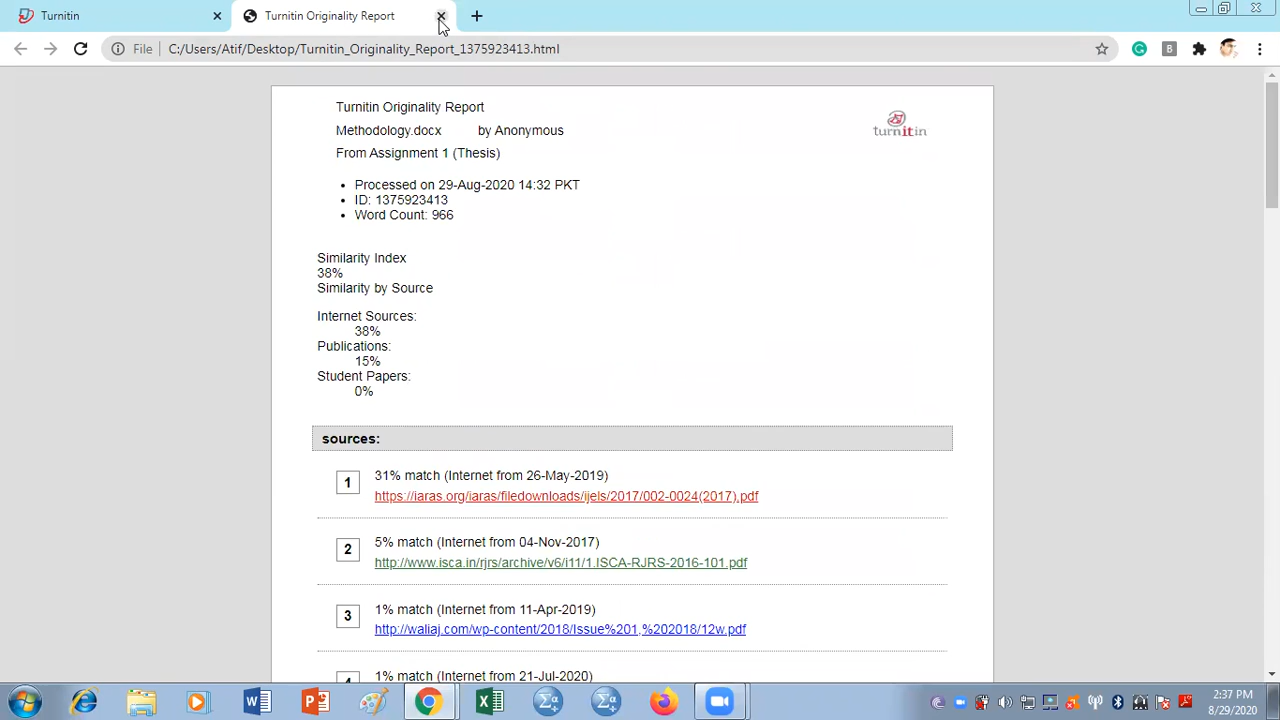 Turnitin
Turnitin Originality Report
File C:/Users/Atif/Desktop/Turnitin_Originality_Report_1375923413.html
Turnitin Originality Report
turnitin
Methodology.docx by Anonymous
From Assignment 1 (Thesis)
• Processed on 29-Aug-2020 14:32 PKT
• ID: 1375923413
• Word Count: 966
Similarity Index
38%
Similarity by Source
Internet Sources:
38%
Publications:
15%
Student Papers:
0%
sources:
1 31% match (Internet from 26-May-2019)
https://iaras.org/iaras/filedownloads/ijels/2017/002-0024(2017).pdf
2 5% match (Internet from 04-Nov-2017)
http://www.isca.in/rjrs/archive/v6/i11/1.ISCA-RJRS-2016-101.pdf
3 1% match (Internet from 11-Apr-2019)
http://waliaj.com/wp-content/2018/Issue%201,%202018/12w.pdf
4 1% match (Internet from 21-Jul-2020)
2:37 PM
8/29/2020